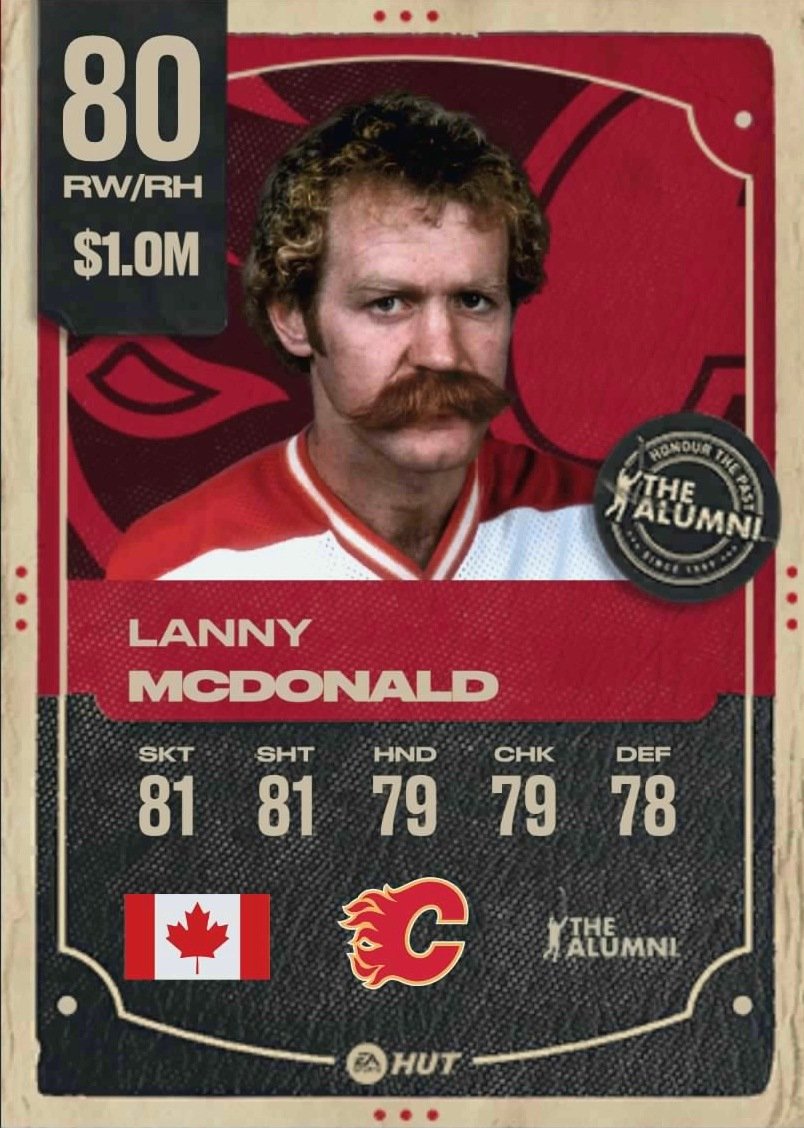 80
RW/RH
$1.0M
HONOUR THE PAST
THE
ALUMNI
LANNY
MCDONALD
SKT SHT HND CHK DEF
81 81 79 79 78
C
THE
ALUMNI
EA
HUT